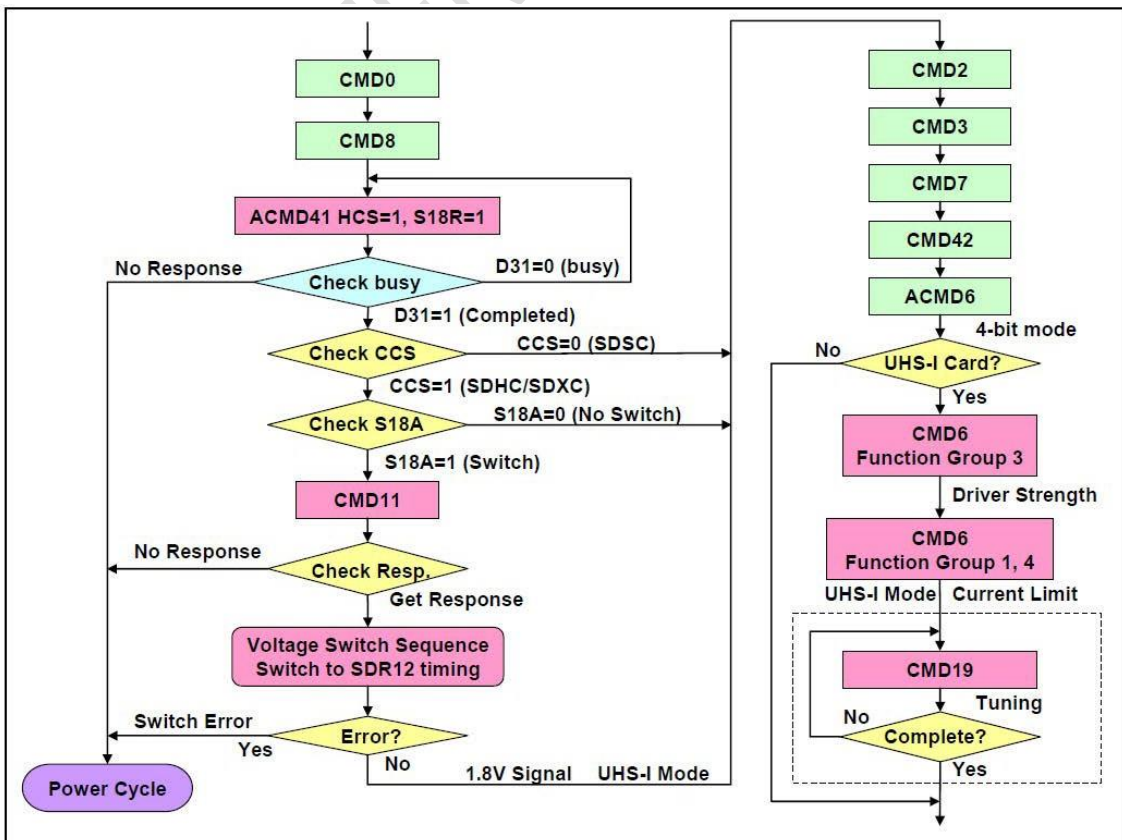 CMD0
CMD8
ACMD41 HCS=1, S18R=1
No Response
D31=0 (busy)
Check busy
D31=1 (Completed)
Check CCS
CCS=0 (SDSC)
CCS=1 (SDHC/SDXC)
Check S18A
S18A=0 (No Switch)
S18A=1 (Switch)
CMD11
No Response
Check Resp.
Get Response
Voltage Switch Sequence
Switch to SDR12 timing
Switch Error
Error?
Yes
No
Power Cycle
1.8V Signal UHS-I Mode
CMD2
CMD3
CMD7
CMD42
ACMD6
4-bit mode
No
UHS-I Card?
Yes
CMD6
Function Group 3
Driver Strength
CMD6
Function Group 1, 4
UHS-I Mode Current Limit
CMD19
Tuning
No
Complete?
Yes